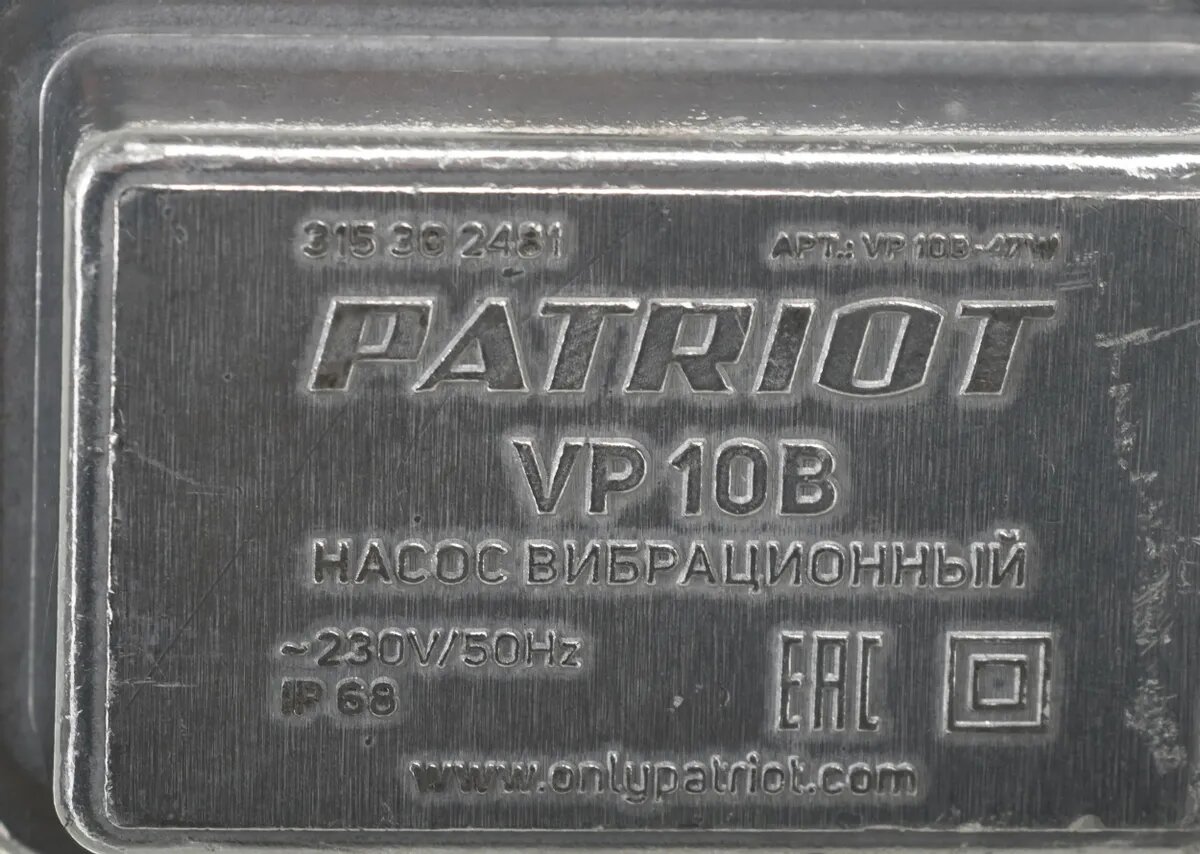 315 30 2481
АРТ.: VP 10B-47W
PATRIOT
VP 10B
НАСОС ВИБРАЦИОННЫЙ
~230V/50Hz
IP 68
EAC
www.onlypatriot.com